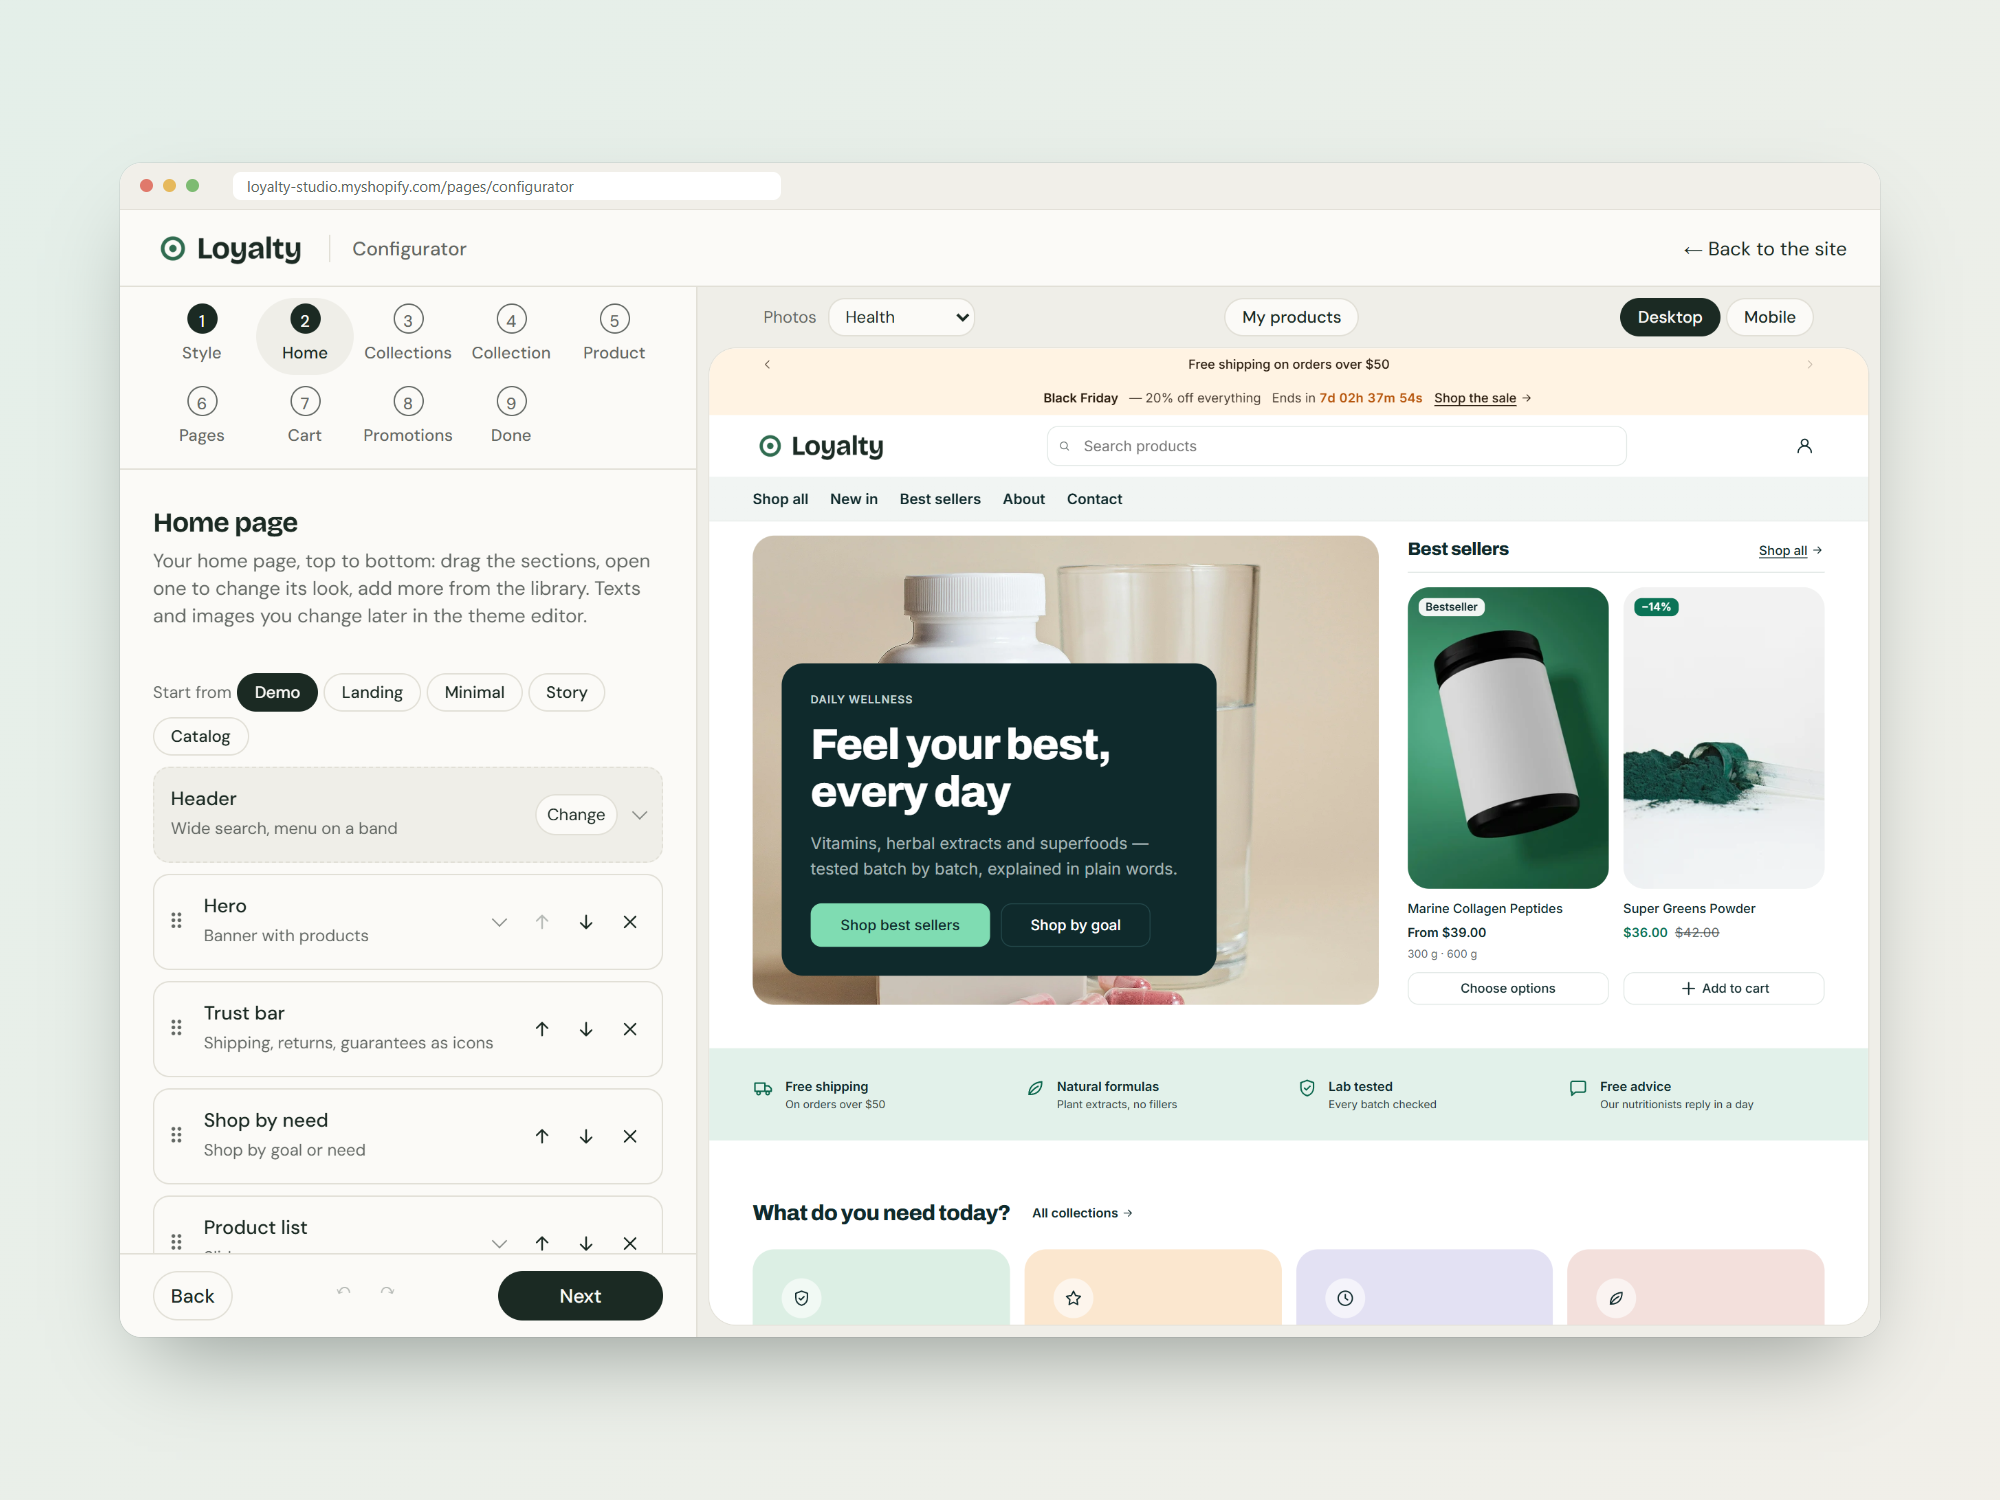 loyalty-studio.myshopify.com/pages/configurator
Loyalty
Configurator
← Back to the site
1
Style
2
Home
3
Collections
4
Collection
5
Product
6
Pages
7
Cart
8
Promotions
9
Done
Home page
Your home page, top to bottom: drag the sections, open
one to change its look, add more from the library. Texts
and images you change later in the theme editor.
Start from
Demo
Landing
Minimal
Story
Catalog
Header
Wide search, menu on a band
Change
Hero
Banner with products
Trust bar
Shipping, returns, guarantees as icons
Shop by need
Shop by goal or need
Product list
Back
Next
Photos
Health
My products
Desktop
Mobile
Free shipping on orders over $50
Black Friday — 20% off everything Ends in 7d 02h 37m 54s Shop the sale →
Loyalty
Search products
Shop all
New in
Best sellers
About
Contact
DAILY WELLNESS
Feel your best,
every day
Vitamins, herbal extracts and superfoods —
tested batch by batch, explained in plain words.
Shop best sellers
Shop by goal
Best sellers
Shop all →
Bestseller
Marine Collagen Peptides
From $39.00
300 g · 600 g
Choose options
−14%
Super Greens Powder
$36.00 $42.00
+ Add to cart
Free shipping
On orders over $50
Natural formulas
Plant extracts, no fillers
Lab tested
Every batch checked
Free advice
Our nutritionists reply in a day
What do you need today?
All collections →